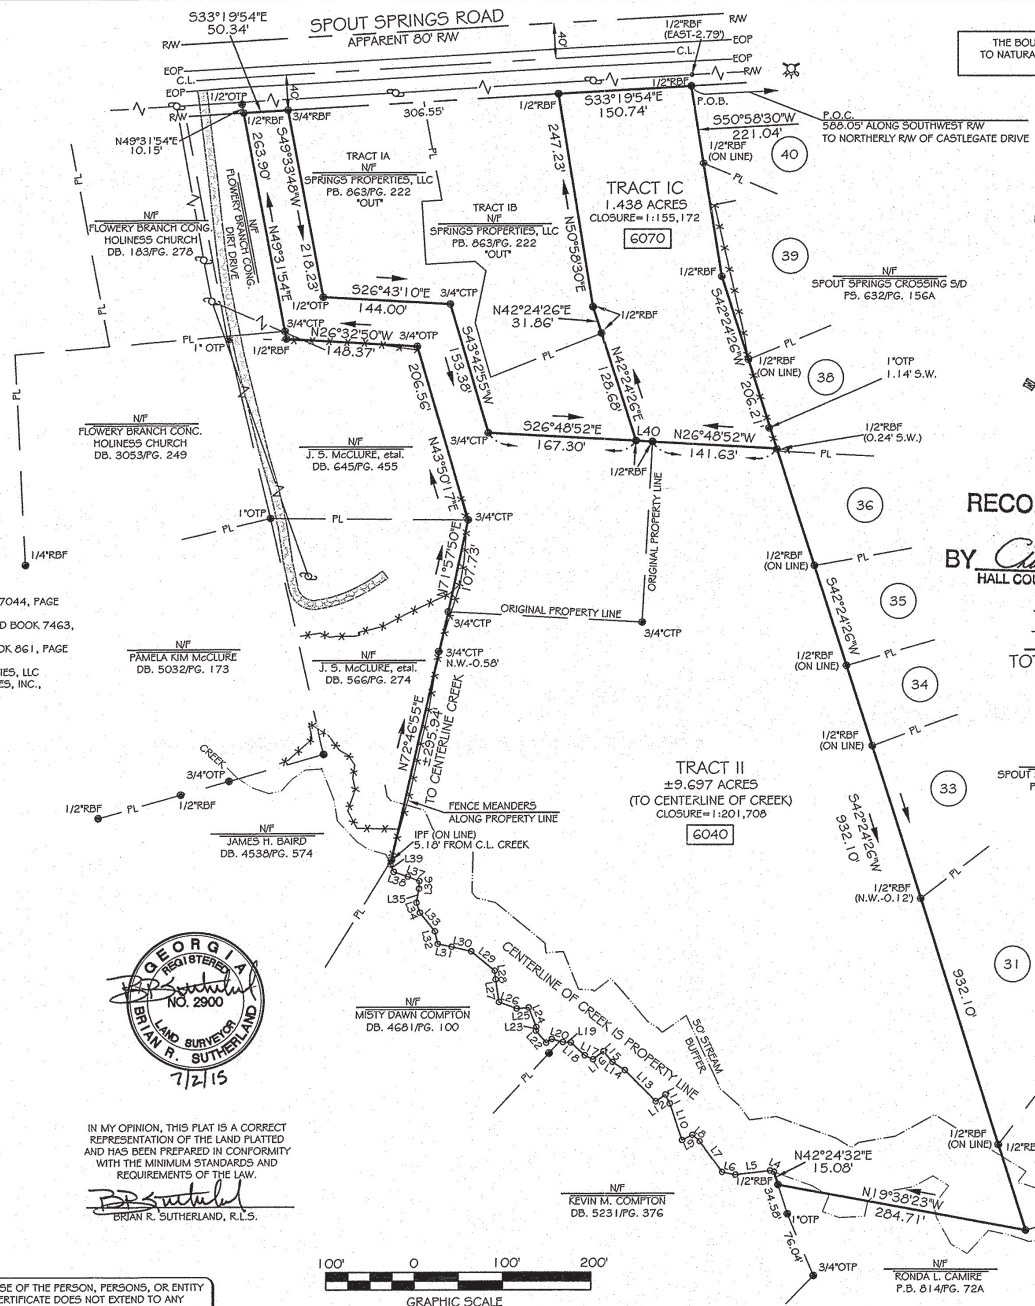 S33°19'54"E
50.34'
SPOUT SPRINGS ROAD
APPARENT 80' R/W
R/W
40'
1/2"RBF
(EAST-2.79')
R/W
EOP
C.L.
EOP
R/W
THE BOU
TO NATURA
EOP
C.L.
EOP
R/W
1/2"OTP
40'
1/2"RBF
3/4"RBF
306.55'
PL
1/2"RBF
S33°19'54"E
150.74'
1/2"RBF
P.O.B.
P.O.C.
588.05' ALONG SOUTHWEST R/W
TO NORTHERLY R/W OF CASTLEGATE DRIVE
S50°58'30"W
221.04'
1/2"RBF
(ON LINE)
40
PL
N49°31'54"E
10.15'
263.90'
N49°31'54"E
S49°33'48"W
218.23'
TRACT IA
N/F
SPRINGS PROPERTIES, LLC
PB. 863/PG. 222
"OUT"
TRACT IB
N/F
SPRINGS PROPERTIES, LLC
PB. 863/PG. 222
"OUT"
247.23'
N50°58'30"E
TRACT IC
1.438 ACRES
CLOSURE=1:155,172
6070
39
N/F
SPOUT SPRINGS CROSSING S/D
PS. 632/PG. 156A
PL
PL
N/F
FLOWERY BRANCH CONG.
HOLINESS CHURCH
DB. 183/PG. 278
N/F
FLOWERY BRANCH CONG.
DIRT DRIVE
1/2"RBF
S42°24'26"W
206.21'
S26°43'10"E
144.00'
1/2"OTP
3/4"CTP
N42°24'26"E
31.86'
1/2"RBF
3/4"CTP
N26°32'50"W
148.37'
3/4"OTP
1/2"RBF
PL
1" OTP
PL
PL
PL
1/2"RBF
(ON LINE)
38
1"OTP
1.14' S.W.
S43°42'55"W
153.38'
N42°24'26"E
128.68'
206.56'
N43°50'17"E
3/4"CTP
S26°48'52"E
167.30'
L40
N26°48'52"W
141.63'
1/2"RBF
1/2"RBF
(0.24' S.W.)
PL
N/F
FLOWERY BRANCH CONC.
HOLINESS CHURCH
DB. 3053/PG. 249
N/F
J. S. McCLURE, etal.
DB. 645/PG. 455
36
RECO
BY
HALL COU
1"OTP
PL
PL
3/4"CTP
ORIGINAL PROPERTY LINE
1/4"RBF
1/2"RBF
(ON LINE)
PL
N71°57'50"E
107.73'
S42°24'26"W
35
7044, PAGE
D BOOK 7463,
OK 861, PAGE
IES, LLC
ES, INC.,
ORIGINAL PROPERTY LINE
3/4"CTP
3/4"CTP
N/F
PAMELA KIM McCLURE
DB. 5032/PG. 173
N/F
J. S. McCLURE, etal.
DB. 566/PG. 274
3/4"CTP
N.W.-0.58'
1/2"RBF
(ON LINE)
PL
34
TO
N72°46'55"E
±295.94'
TO CENTERLINE CREEK
1/2"RBF
(ON LINE)
PL
CREEK
3/4"OTP
1/2"RBF
PL
1/2"RBF
TRACT II
±9.697 ACRES
(TO CENTERLINE OF CREEK)
CLOSURE=1:201,708
6040
33
SPOUT
P
S42°24'26"W
932.10'
N/F
JAMES H. BAIRD
DB. 4538/PG. 574
FENCE MEANDERS
ALONG PROPERTY LINE
IPF (ON LINE)
5.18' FROM C.L. CREEK
L39
L38
L37
L36
L35
L34
L33
L32
L31
L30
L29
L28
L27
L26
L25
L24
L23
L22
L20
L19
L18
L17
L15
L14
L13
L12
L11
L10
L9
L8
L7
L6
L5
L4
PL
PL
1/2"RBF
(N.W.-0.12')
PL
31
932.10'
CENTERLINE OF CREEK IS PROPERTY LINE
50' STREAM
BUFFER
GEORGIA
REGISTERED
NO. 2900
LAND SURVEYOR
BRIAN R. SUTHERLAND
7/2/15
N/F
MISTY DAWN COMPTON
DB. 4681/PG. 100
IN MY OPINION, THIS PLAT IS A CORRECT
REPRESENTATION OF THE LAND PLATTED
AND HAS BEEN PREPARED IN CONFORMITY
WITH THE MINIMUM STANDARDS AND
REQUIREMENTS OF THE LAW.
BRIAN R. SUTHERLAND, R.L.S.
1/2"RBF
(ON LINE)
1/2"RE
N42°24'32"E
15.08'
1/2"RBF
34.58'
1"OTP
76.04'
3/4"OTP
N19°38'23"W
284.71'
N/F
KEVIN M. COMPTON
DB. 5231/PG. 376
N/F
RONDA L. CAMIRE
P.B. 814/PG. 72A
100' 0 100' 200'
GRAPHIC SCALE
SE OF THE PERSON, PERSONS, OR ENTITY
ERTIFICATE DOES NOT EXTEND TO ANY